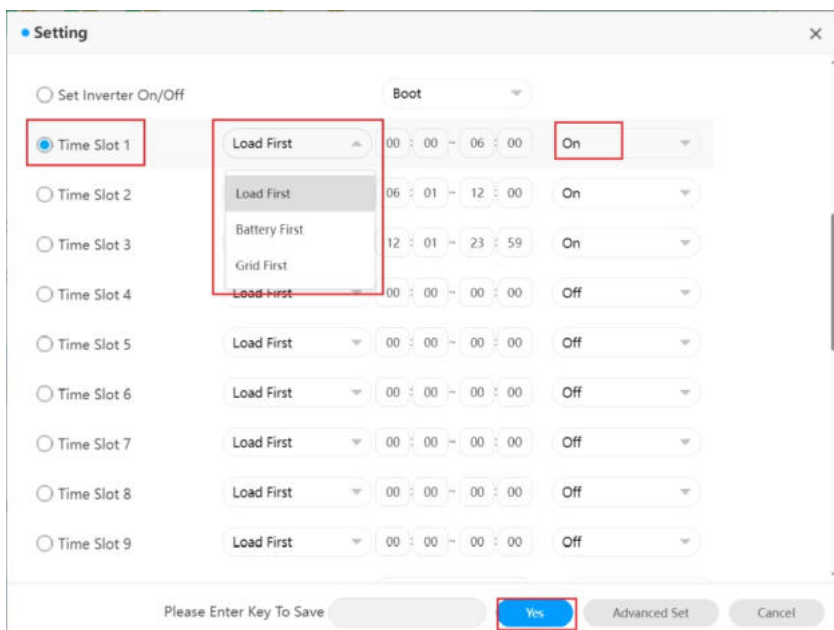 Setting
Set Inverter On/Off Boot
Time Slot 1 Load First 00 : 00 ~ 06 : 00 On
Time Slot 2 Load First 06 : 01 ~ 12 : 00 On
Battery First
Time Slot 3 12 : 01 ~ 23 : 59 On
Grid First
Time Slot 4 Load First 00 : 00 ~ 00 : 00 Off
Time Slot 5 Load First 00 : 00 ~ 00 : 00 Off
Time Slot 6 Load First 00 : 00 ~ 00 : 00 Off
Time Slot 7 Load First 00 : 00 ~ 00 : 00 Off
Time Slot 8 Load First 00 : 00 ~ 00 : 00 Off
Time Slot 9 Load First 00 : 00 ~ 00 : 00 Off
Please Enter Key To Save Yes Advanced Set Cancel